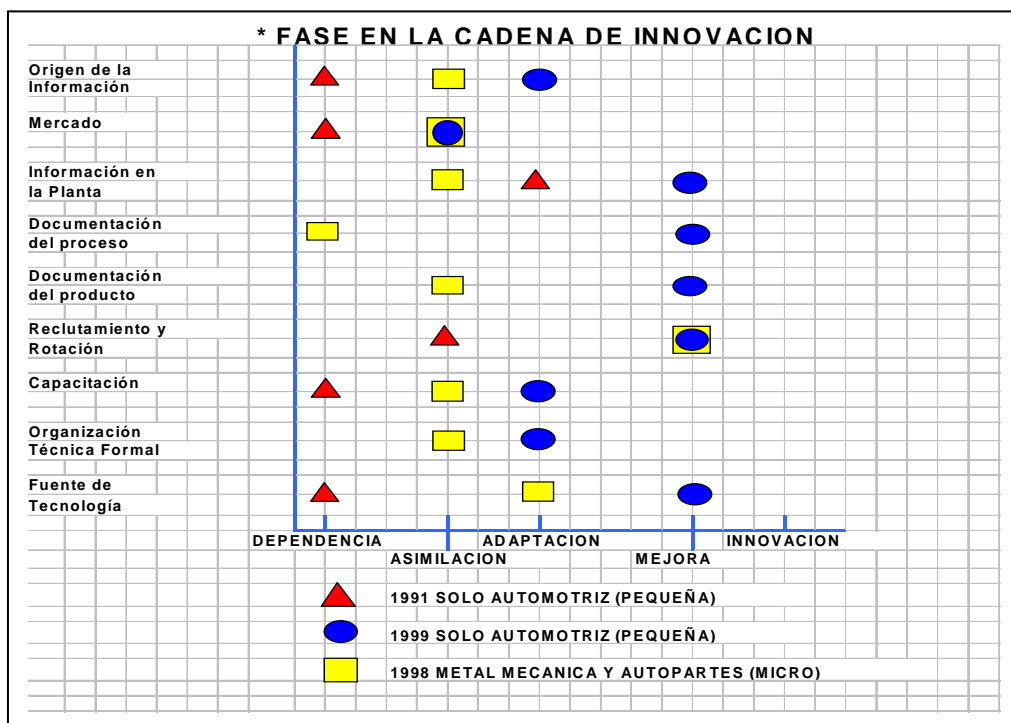 * FASE EN LA CADENA DE INNOVACION
Origen de la
Información
Mercado
Información en
la Planta
Documentación
del proceso
Documentación
del producto
Reclutamiento y
Rotación
Capacitación
Organización
Técnica Formal
Fuente de
Tecnología
DEPENDENCIA ADAPTACION INNOVACION
ASIMILACION MEJORA
1991 SOLO AUTOMOTRIZ (PEQUEÑA)
1999 SOLO AUTOMOTRIZ (PEQUEÑA)
1998 METAL MECANICA Y AUTOPARTES (MICRO)